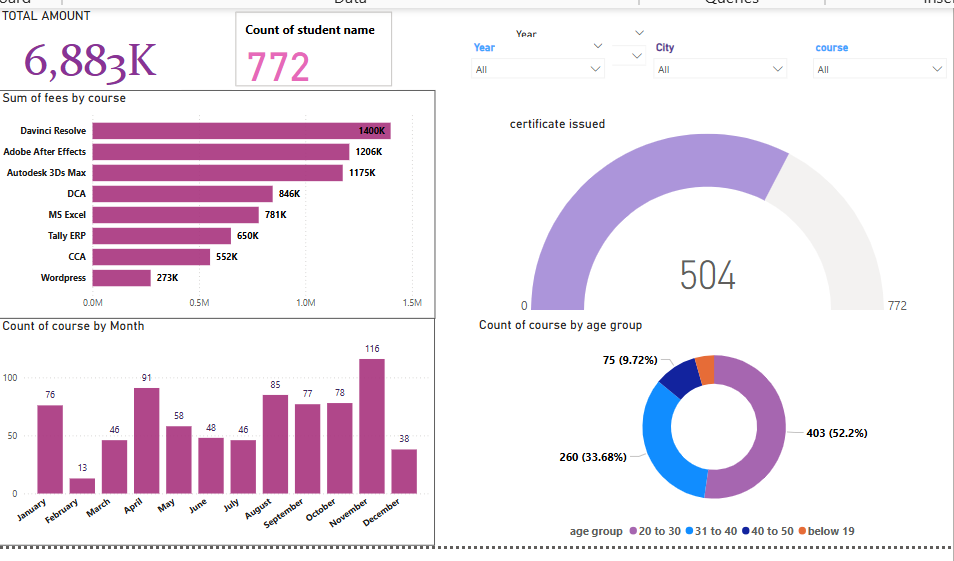 Data
Queries
TOTAL AMOUNT
6,883K
Count of student name
772
Year
Year
City
course
All
All
All
Sum of fees by course
Davinci Resolve 1400K
Adobe After Effects 1206K
Autodesk 3Ds Max 1175K
DCA 846K
MS Excel 781K
Tally ERP 650K
CCA 552K
Wordpress 273K
0.0M 0.5M 1.0M 1.5M
certificate issued
504
0 772
Count of course by Month
100
50
0
76 13 46 91 58 48 46 85 77 78 116 38
January February March April May June July August September October November December
Count of course by age group
75 (9.72%)
403 (52.2%)
260 (33.68%)
age group 20 to 30 31 to 40 40 to 50 below 19